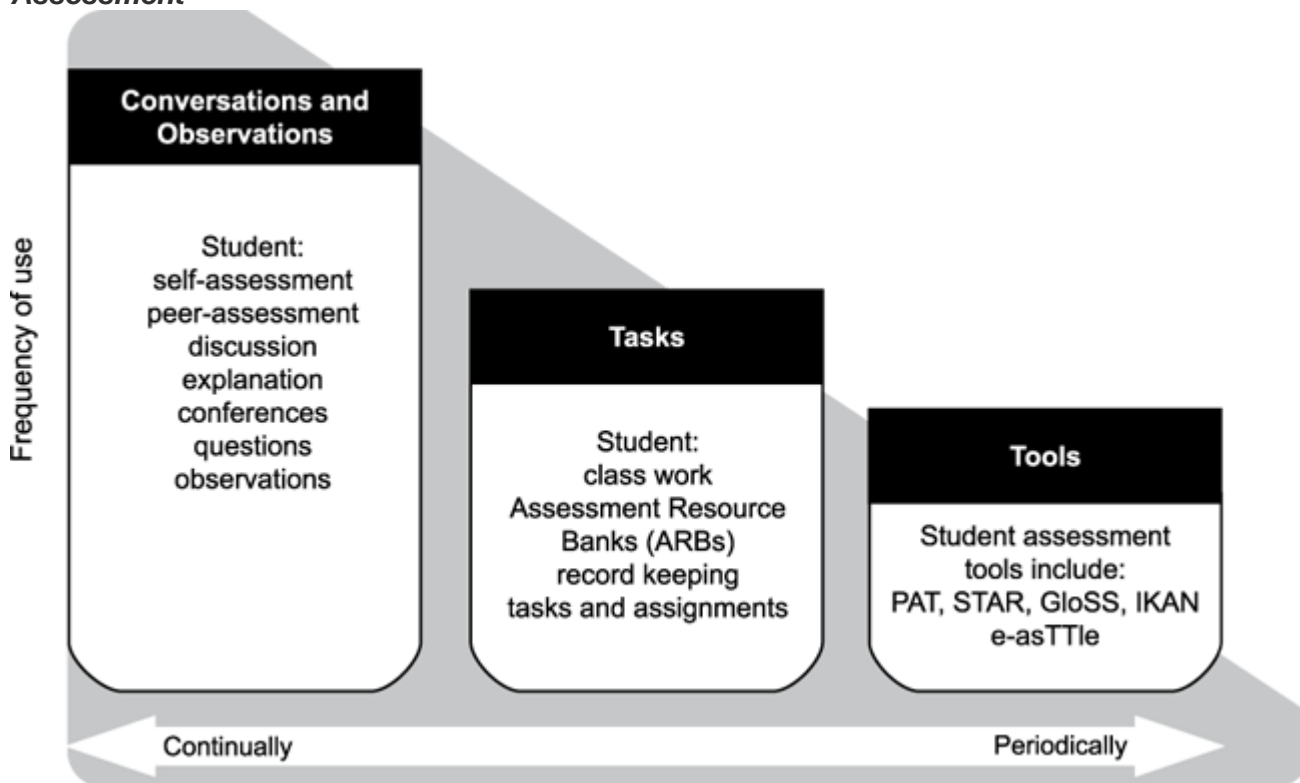 Assessment
Conversations and
Observations
Student:
self-assessment
peer-assessment
discussion
explanation
conferences
questions
observations
Frequency of use
Tasks
Student:
class work
Assessment Resource
Banks (ARBs)
record keeping
tasks and assignments
Tools
Student assessment
tools include:
PAT, STAR, GloSS, IKAN
e-asTTle
Continually
Periodically